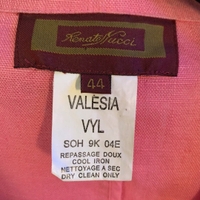 Renato Nucci
44
VALESIA
VYL
SOH 9K 04E
REPASSAGE DOUX
COOL IRON
NETTOYAGE A SEC
DRY CLEAN ONLY